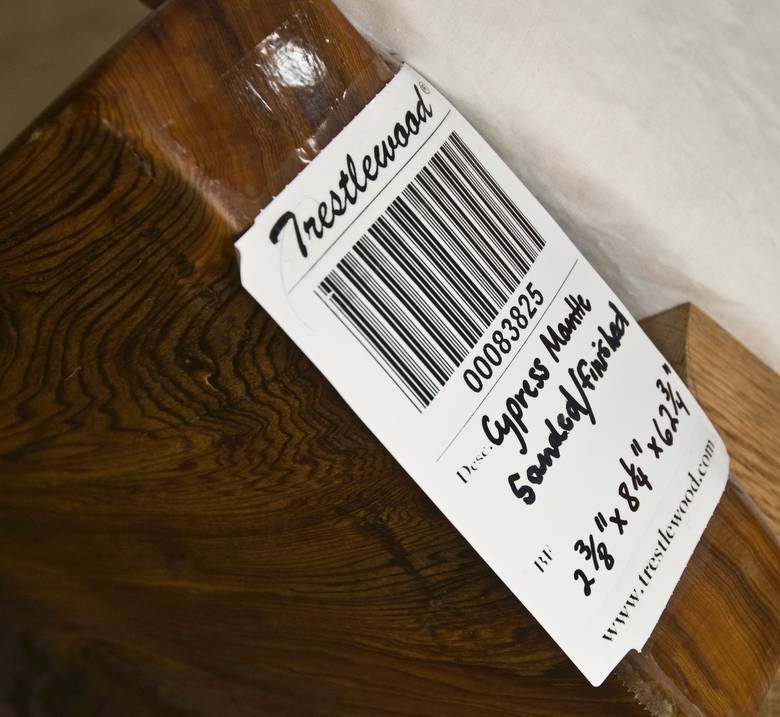 Trestlewood®
00083825
Desc. Cypress Mantle
Sanded/finished
BF 2 3/8" x 8 1/4" x 62 3/4"
www.trestlewood.com